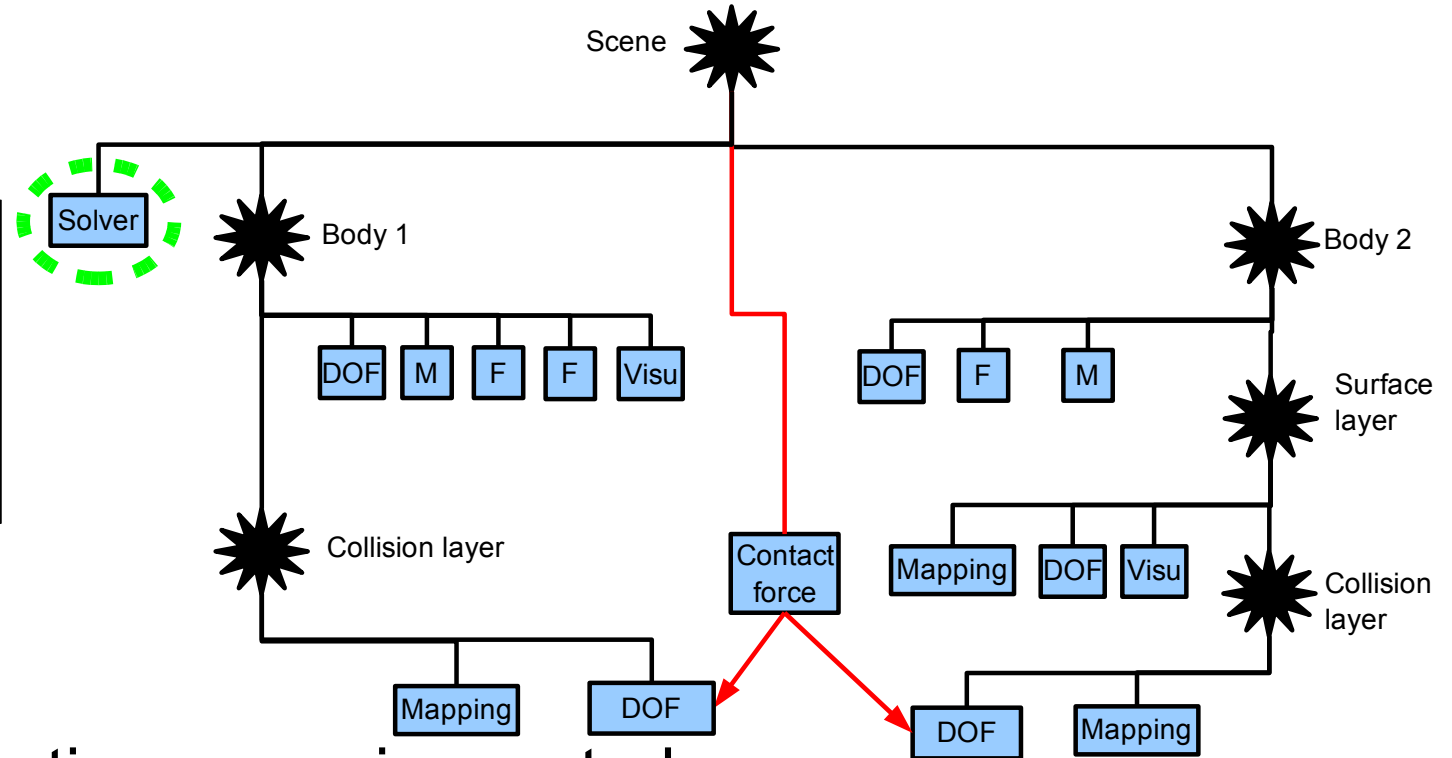 Scene
Solver
Body 1
Body 2
DOF
M
F
F
Visu
DOF
F
M
Surface
layer
Collision layer
Contact
force
Mapping
DOF
Visu
Collision
layer
Mapping
DOF
DOF
Mapping